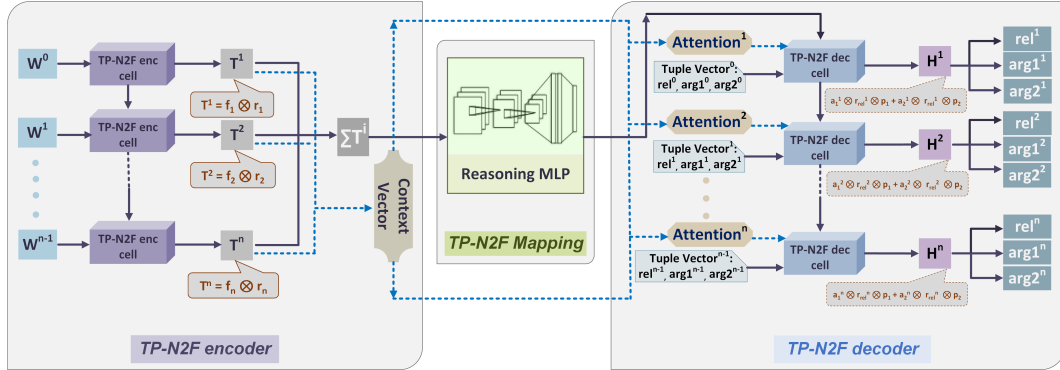 W⁰
TP-N2F enc
cell
T¹
T¹ = f₁ ⊗ r₁
W¹
TP-N2F enc
cell
T²
T² = f₂ ⊗ r₂
Wⁿ⁻¹
TP-N2F enc
cell
Tⁿ
Tⁿ = fₙ ⊗ rₙ
TP-N2F encoder
∑Tⁱ
Context
Vector
Reasoning MLP
TP-N2F Mapping
Attention¹
Tuple Vector⁰:
rel⁰, arg1⁰, arg2⁰
TP-N2F dec
cell
H¹
a₁¹ ⊗ r_rel¹ ⊗ p₁ + a₂¹ ⊗ r_rel¹ ⊗ p₂
rel¹
arg1¹
arg2¹
Attention²
Tuple Vector¹:
rel¹, arg1¹, arg2¹
TP-N2F dec
cell
H²
a₁² ⊗ r_rel² ⊗ p₁ + a₂² ⊗ r_rel² ⊗ p₂
rel²
arg1²
arg2²
Attentionⁿ
Tuple Vectorⁿ⁻¹:
relⁿ⁻¹, arg1ⁿ⁻¹, arg2ⁿ⁻¹
TP-N2F dec
cell
Hⁿ
a₁ⁿ ⊗ r_relⁿ ⊗ p₁ + a₂ⁿ ⊗ r_relⁿ ⊗ p₂
relⁿ
arg1ⁿ
arg2ⁿ
TP-N2F decoder